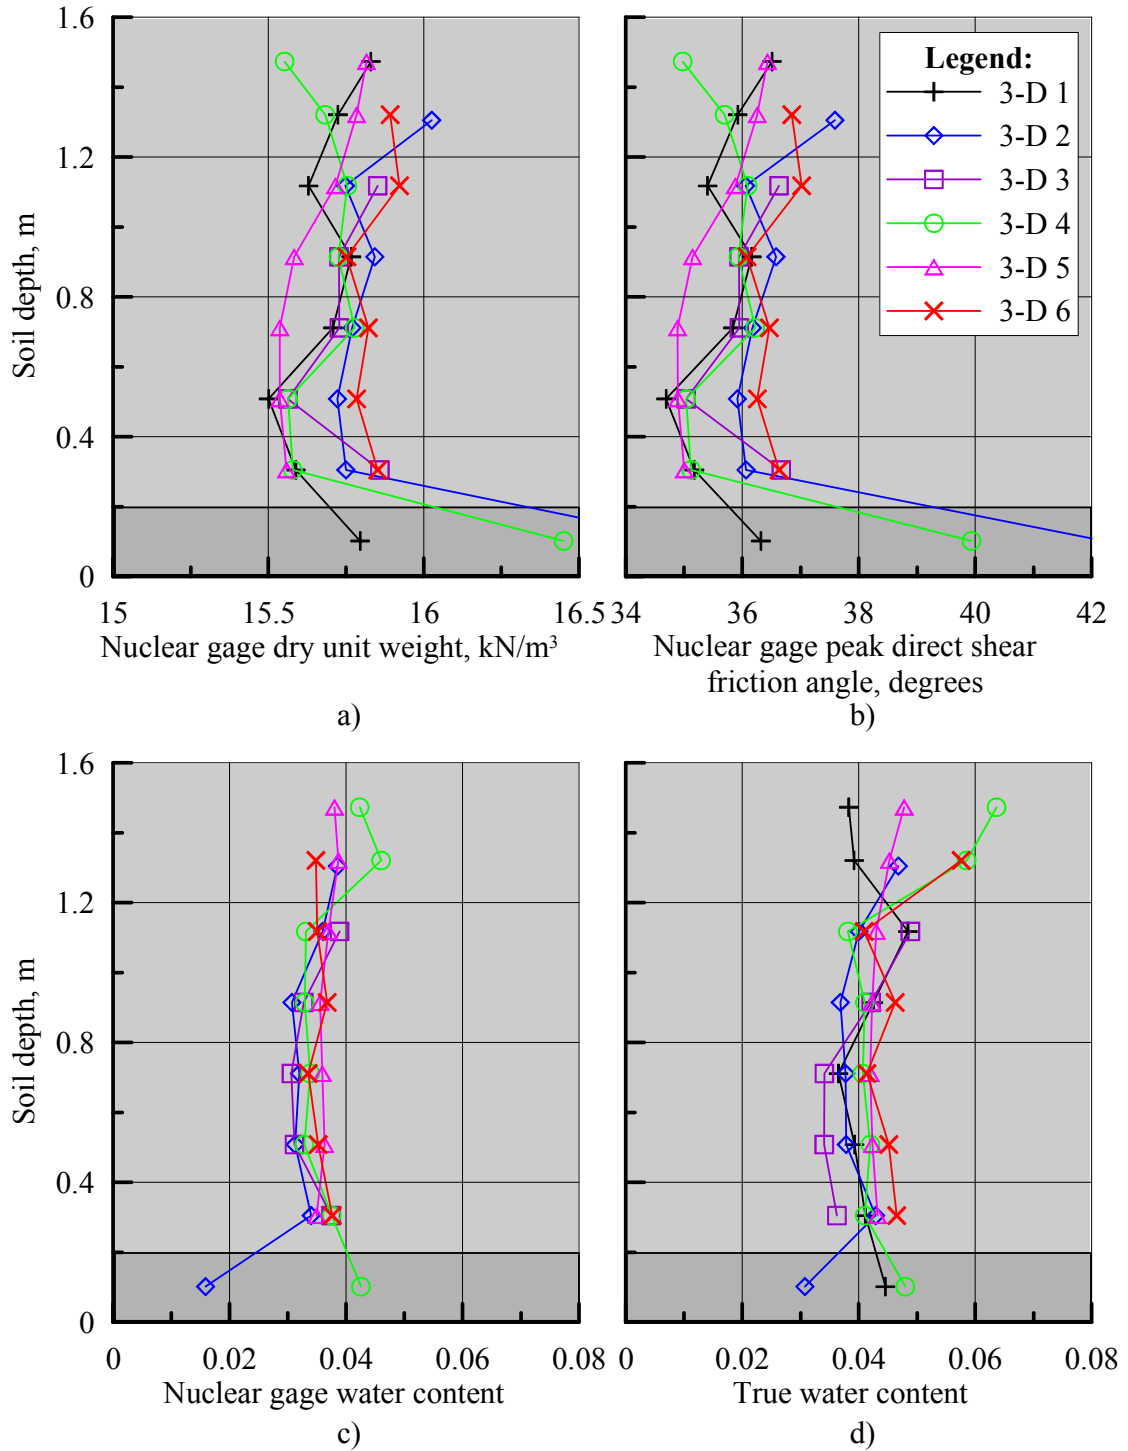 1.6
1.2
0.8
0.4
0
Soil depth, m
15
15.5
16
16.5
Nuclear gage dry unit weight, kN/m³
a)
Legend:
3-D 1
3-D 2
3-D 3
3-D 4
3-D 5
3-D 6
34
36
38
40
42
Nuclear gage peak direct shear
friction angle, degrees
b)
1.6
1.2
0.8
0.4
0
Soil depth, m
0
0.02
0.04
0.06
0.08
Nuclear gage water content
c)
0
0.02
0.04
0.06
0.08
True water content
d)